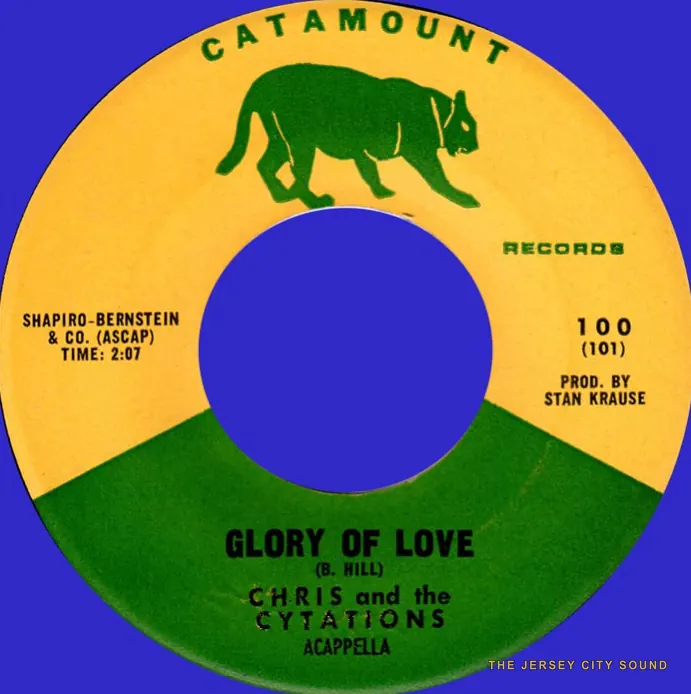 CATAMOUNT
RECORDS
SHAPIRO-BERNSTEIN
& CO. (ASCAP)
TIME: 2:07
100
(101)
PROD. BY
STAN KRAUSE
GLORY OF LOVE
(B. HILL)
CHRIS and the
CYTATIONS
ACAPPELLA
THE JERSEY CITY SOUND